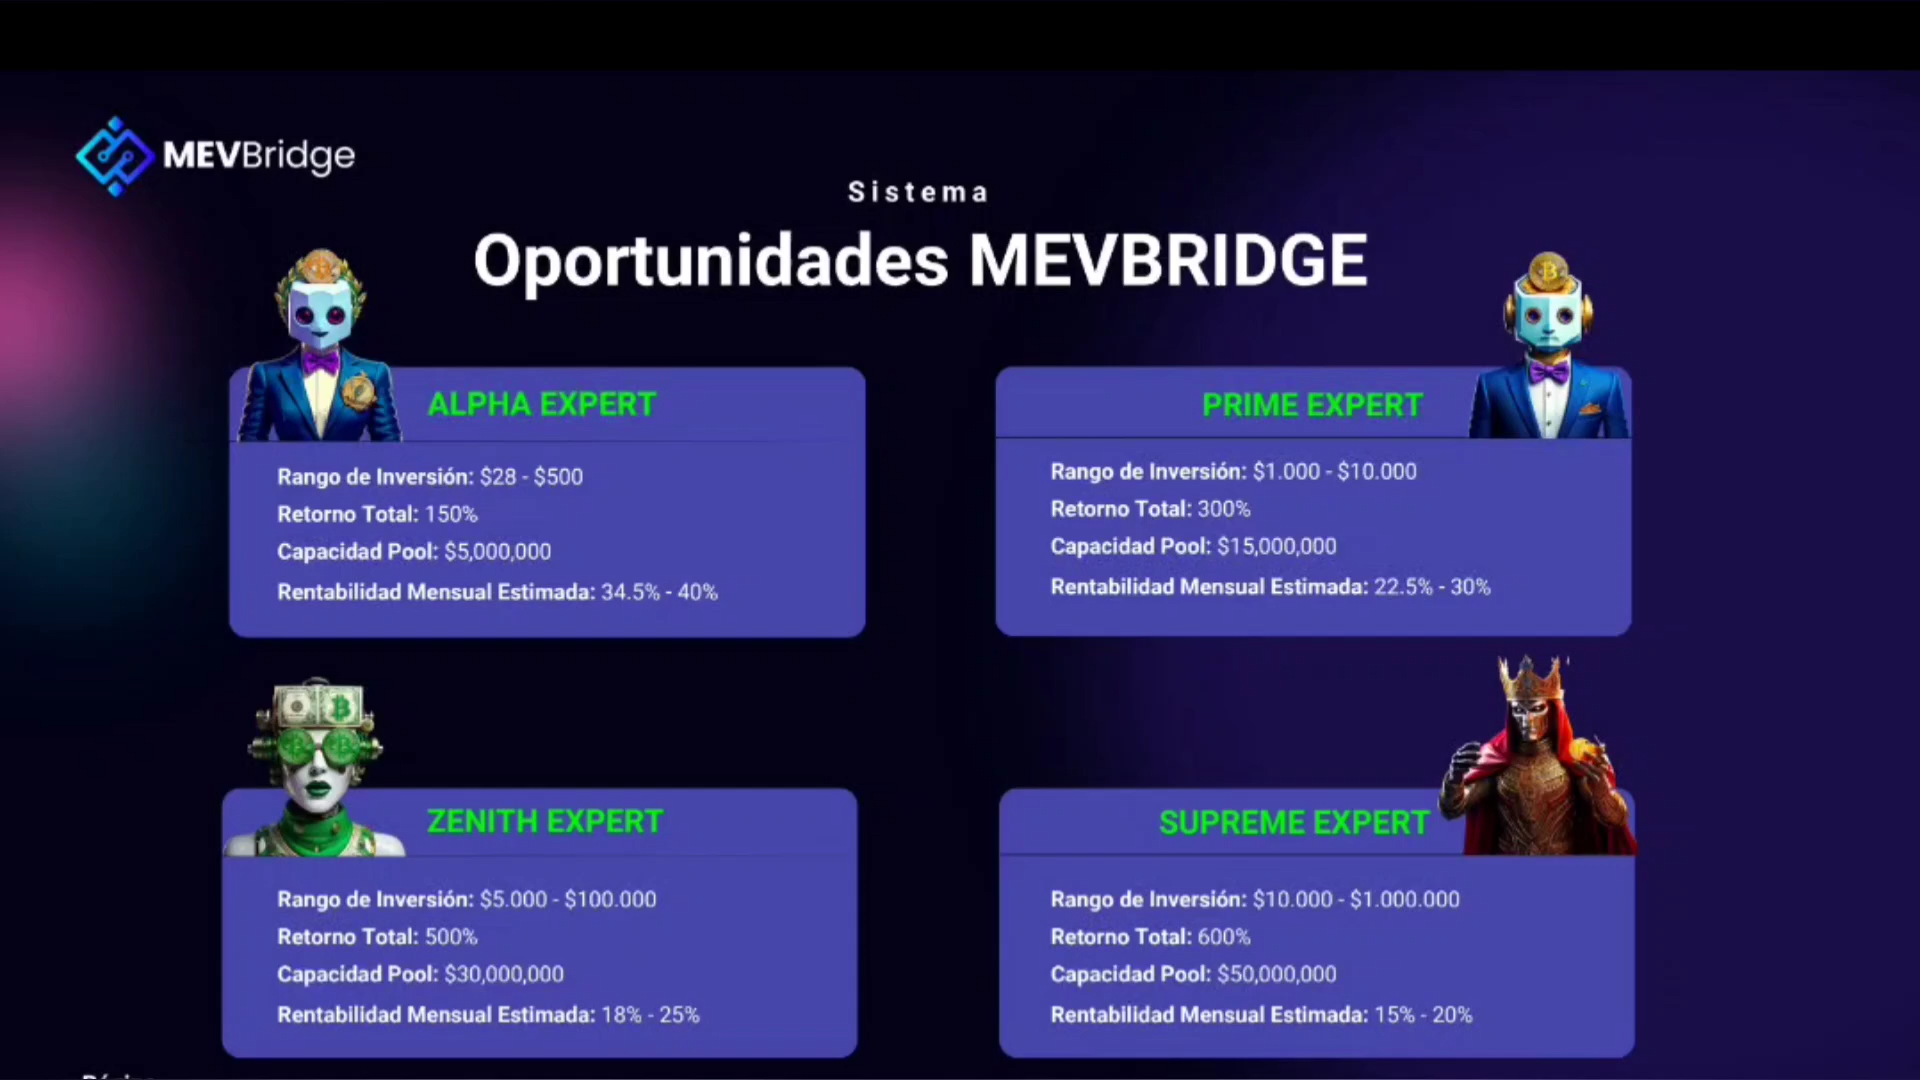 MEVBridge
Sistema
Oportunidades MEVBRIDGE
ALPHA EXPERT
Rango de Inversión: $28 - $500
Retorno Total: 150%
Capacidad Pool: $5,000,000
Rentabilidad Mensual Estimada: 34.5% - 40%
PRIME EXPERT
Rango de Inversión: $1.000 - $10.000
Retorno Total: 300%
Capacidad Pool: $15,000,000
Rentabilidad Mensual Estimada: 22.5% - 30%
ZENITH EXPERT
Rango de Inversión: $5.000 - $100.000
Retorno Total: 500%
Capacidad Pool: $30,000,000
Rentabilidad Mensual Estimada: 18% - 25%
SUPREME EXPERT
Rango de Inversión: $10.000 - $1.000.000
Retorno Total: 600%
Capacidad Pool: $50,000,000
Rentabilidad Mensual Estimada: 15% - 20%